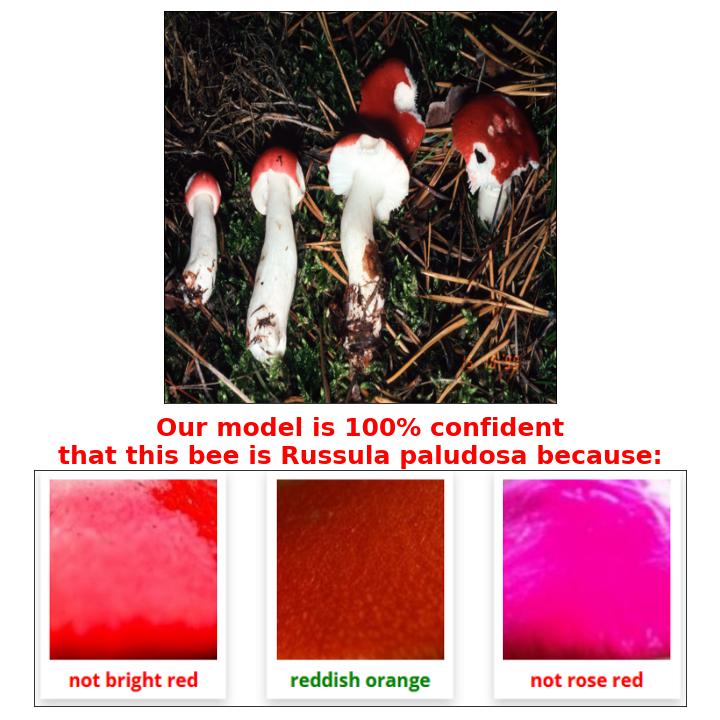 Our model is 100% confident
that this bee is Russula paludosa because:
not bright red
reddish orange
not rose red